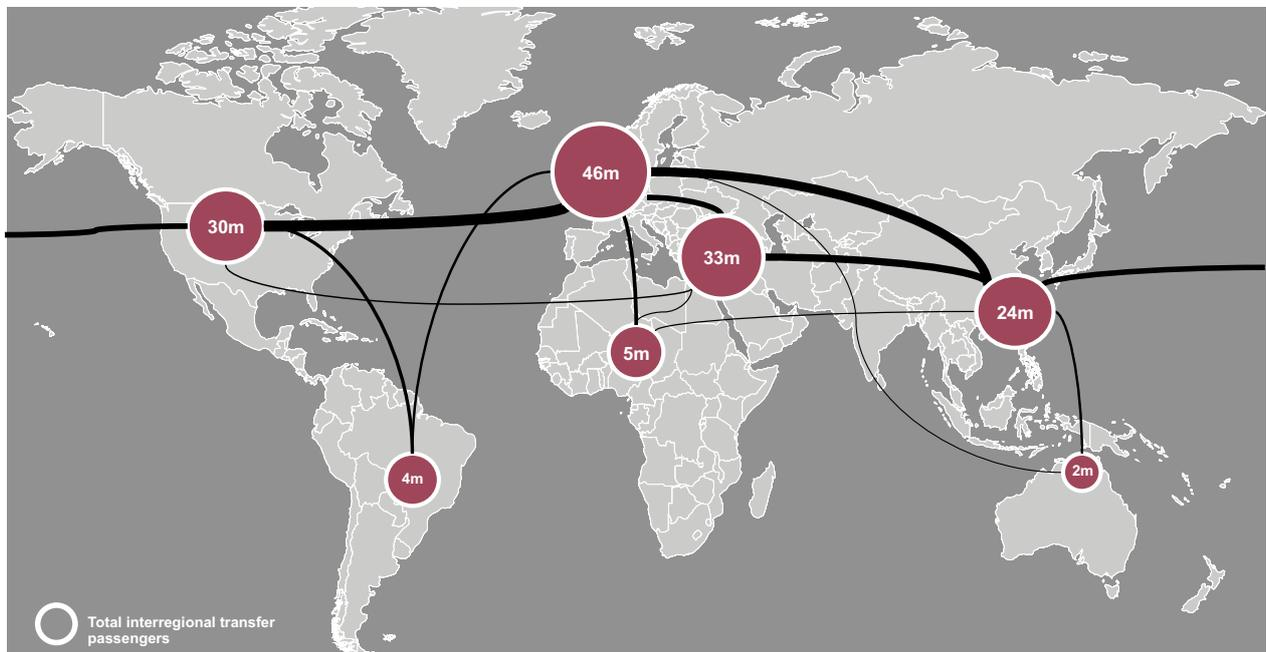 46m
30m
33m
24m
5m
4m
2m
Total interregional transfer
passengers